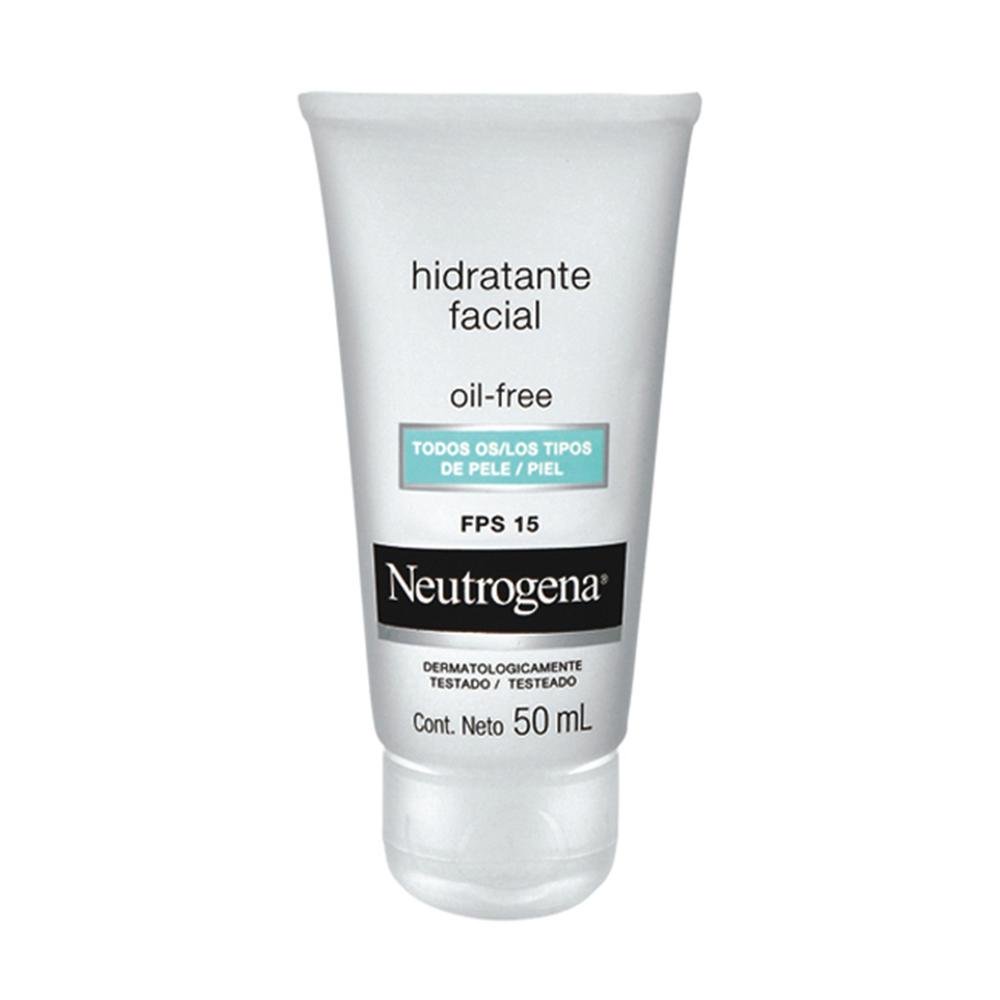 hidratante
facial
oil-free
TODOS OS/LOS TIPOS
DE PELE / PIEL
FPS 15
Neutrogena®
DERMATOLOGICAMENTE
TESTADO / TESTEADO
Cont. Neto 50 mL